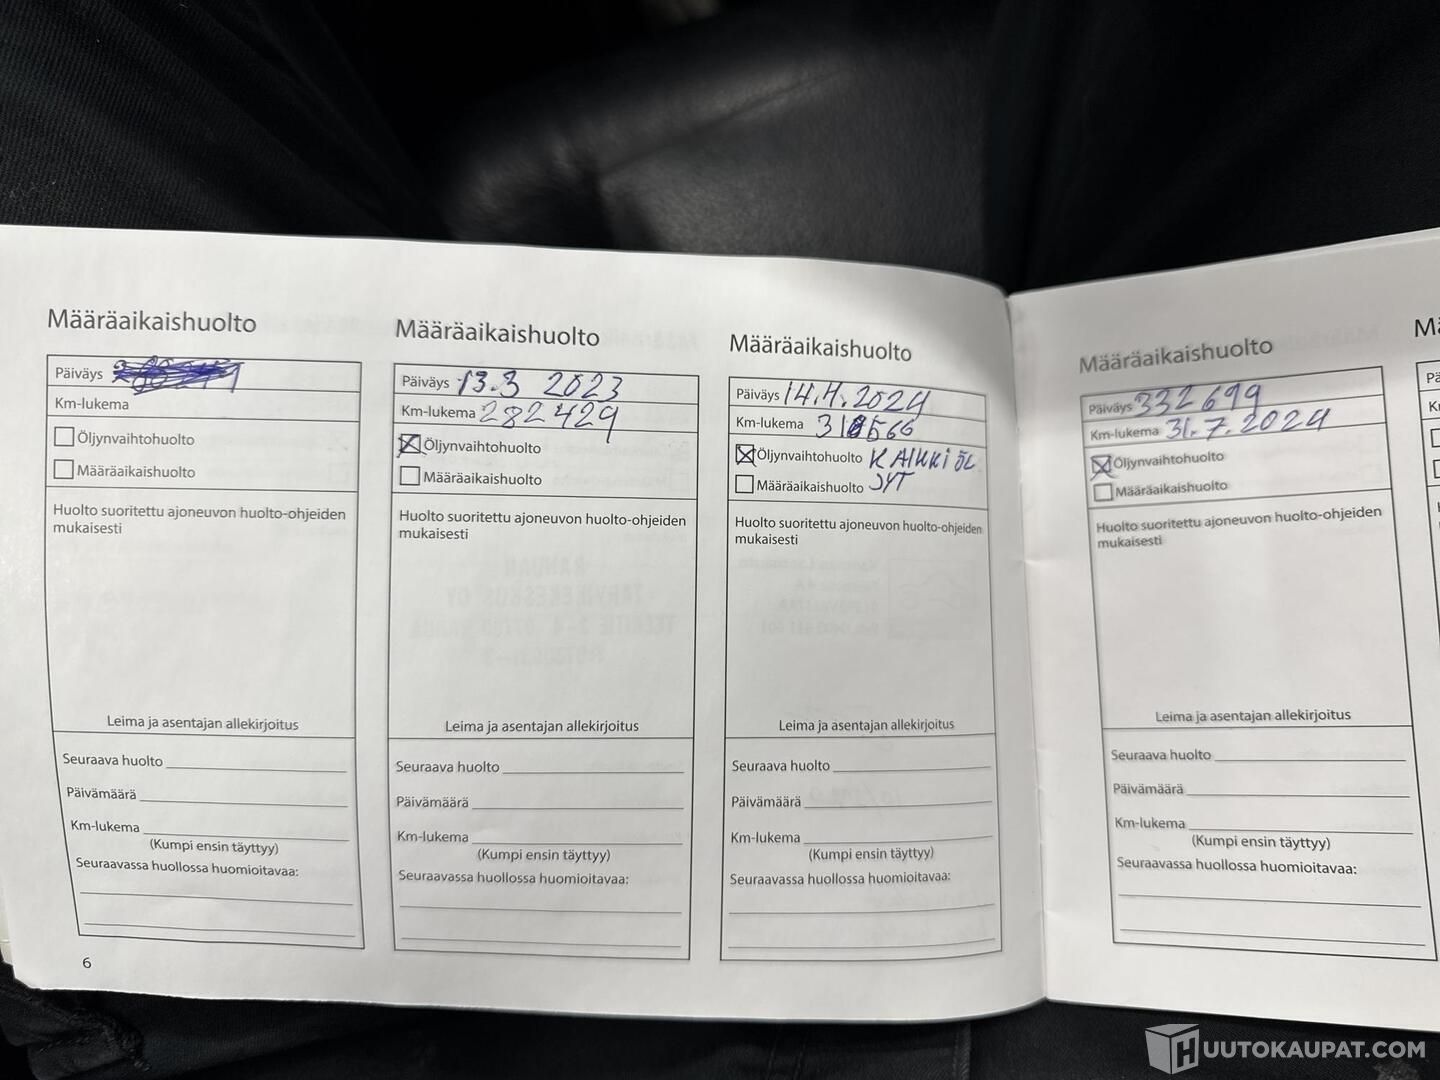 Määräaikaishuolto
Päiväys
Km-lukema
Öljynvaihtohuolto
Määräaikaishuolto
Huolto suoritettu ajoneuvon huolto-ohjeiden
mukaisesti
Leima ja asentajan allekirjoitus
Seuraava huolto
Päivämäärä
Km-lukema
(Kumpi ensin täyttyy)
Seuraavassa huollossa huomioitavaa:
6
Määräaikaishuolto
Päiväys 13.3 2023
Km-lukema 282429
Öljynvaihtohuolto
Määräaikaishuolto
Huolto suoritettu ajoneuvon huolto-ohjeiden
mukaisesti
Leima ja asentajan allekirjoitus
Seuraava huolto
Päivämäärä
Km-lukema
(Kumpi ensin täyttyy)
Seuraavassa huollossa huomioitavaa:
Määräaikaishuolto
Päiväys
Km-lukema
Öljynvaihtohuolto KAIKKI ÖL
Määräaikaishuolto JYT
Huolto suoritettu ajoneuvon huolto-ohjeiden
mukaisesti
Leima ja asentajan allekirjoitus
Seuraava huolto
Päivämäärä
Km-lukema
(Kumpi ensin täyttyy)
Seuraavassa huollossa huomioitavaa:
Määräaikaishuolto
Päiväys 332699
Km-lukema 31.7.2024
Öljynvaihtohuolto
Määräaikaishuolto
Huolto suoritettu ajoneuvon huolto-ohjeiden
mukaisesti
Leima ja asentajan allekirjoitus
Seuraava huolto
Päivämäärä
Km-lukema
(Kumpi ensin täyttyy)
Seuraavassa huollossa huomioitavaa:
HUUTOKAUPAT.COM